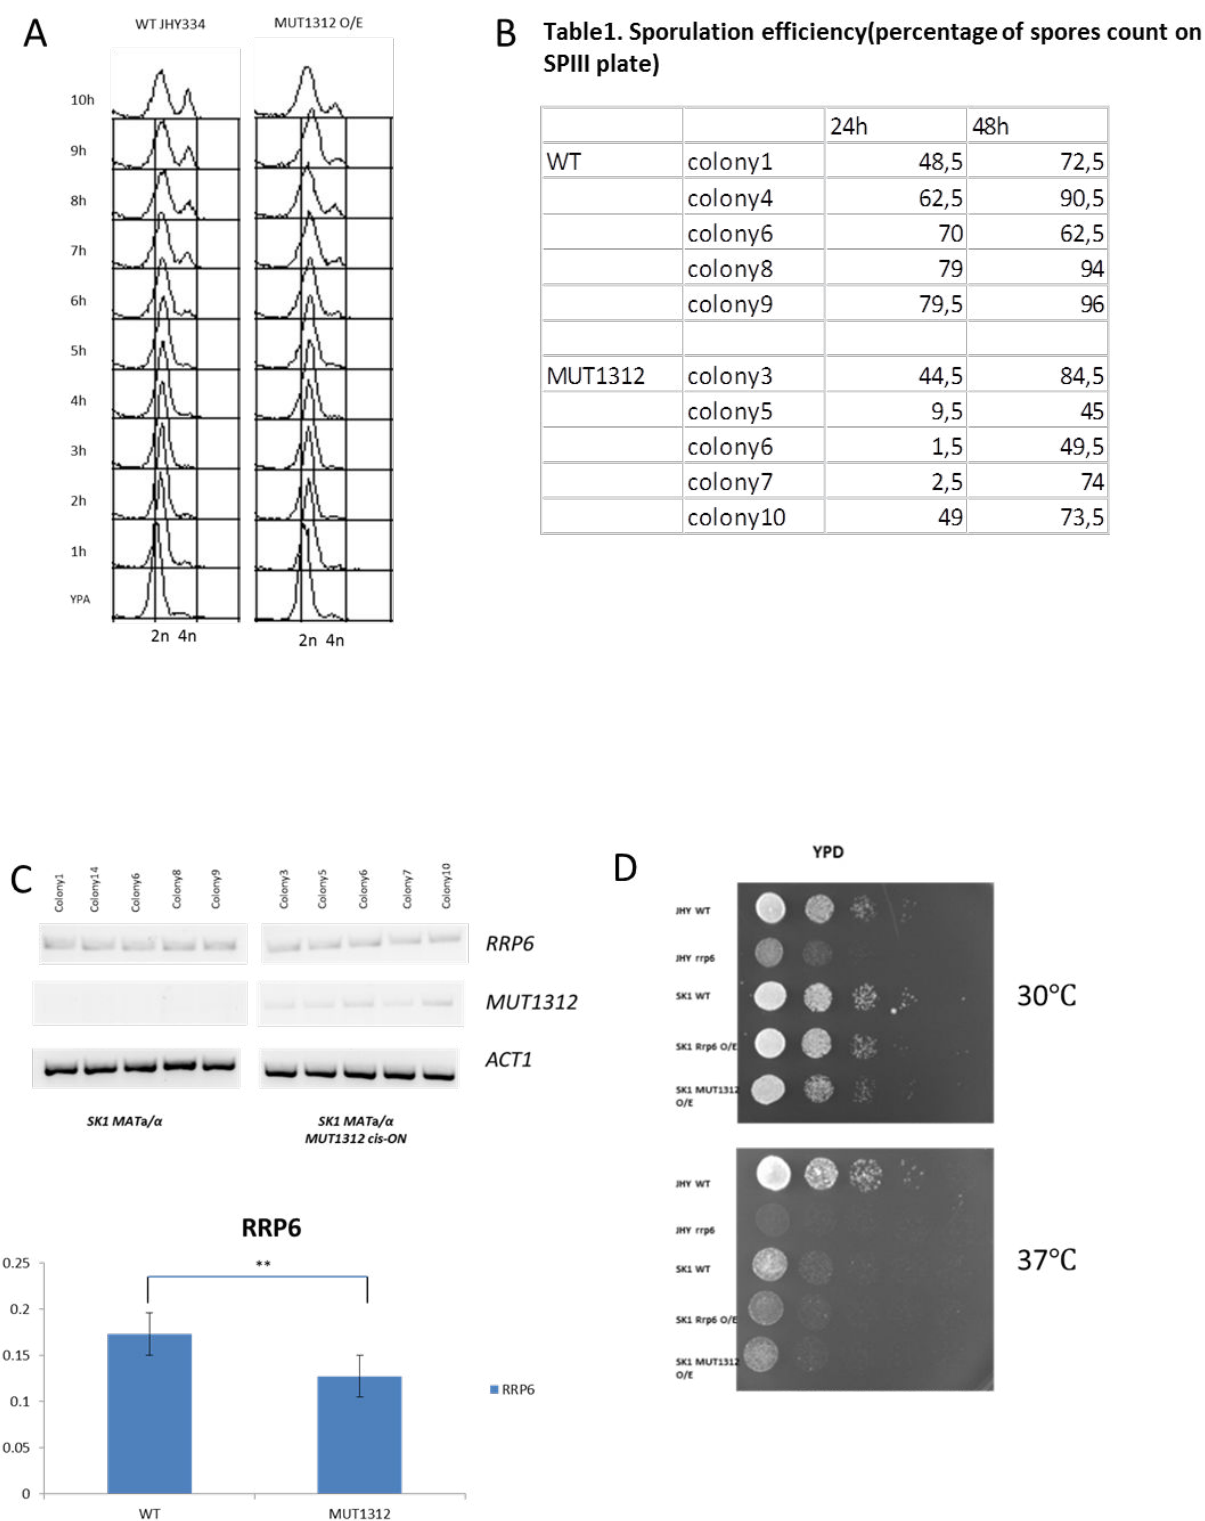 A
WT JHY334
MUT1312 O/E
10h
9h
8h
7h
6h
5h
4h
3h
2h
1h
YPA
2n 4n
2n 4n
B
Table1. Sporulation efficiency(percentage of spores count on
SPIII plate)
24h 48h
WT colony1 48,5 72,5
colony4 62,5 90,5
colony6 70 62,5
colony8 79 94
colony9 79,5 96
MUT1312 colony3 44,5 84,5
colony5 9,5 45
colony6 1,5 49,5
colony7 2,5 74
colony10 49 73,5
C
Colony1
Colony14
Colony6
Colony8
Colony9
Colony3
Colony5
Colony6
Colony7
Colony10
RRP6
MUT1312
ACT1
SK1 MATa/α
SK1 MATa/α
MUT1312 cis-ON
RRP6
**
0.25
0.2
0.15
0.1
0.05
0
WT
MUT1312
RRP6
D
YPD
JHY WT
JHY rrp6
SK1 WT
SK1 Rrp6 O/E
SK1 MUT1312
O/E
30°C
JHY WT
JHY rrp6
SK1 WT
SK1 Rrp6 O/E
SK1 MUT1312
O/E
37°C